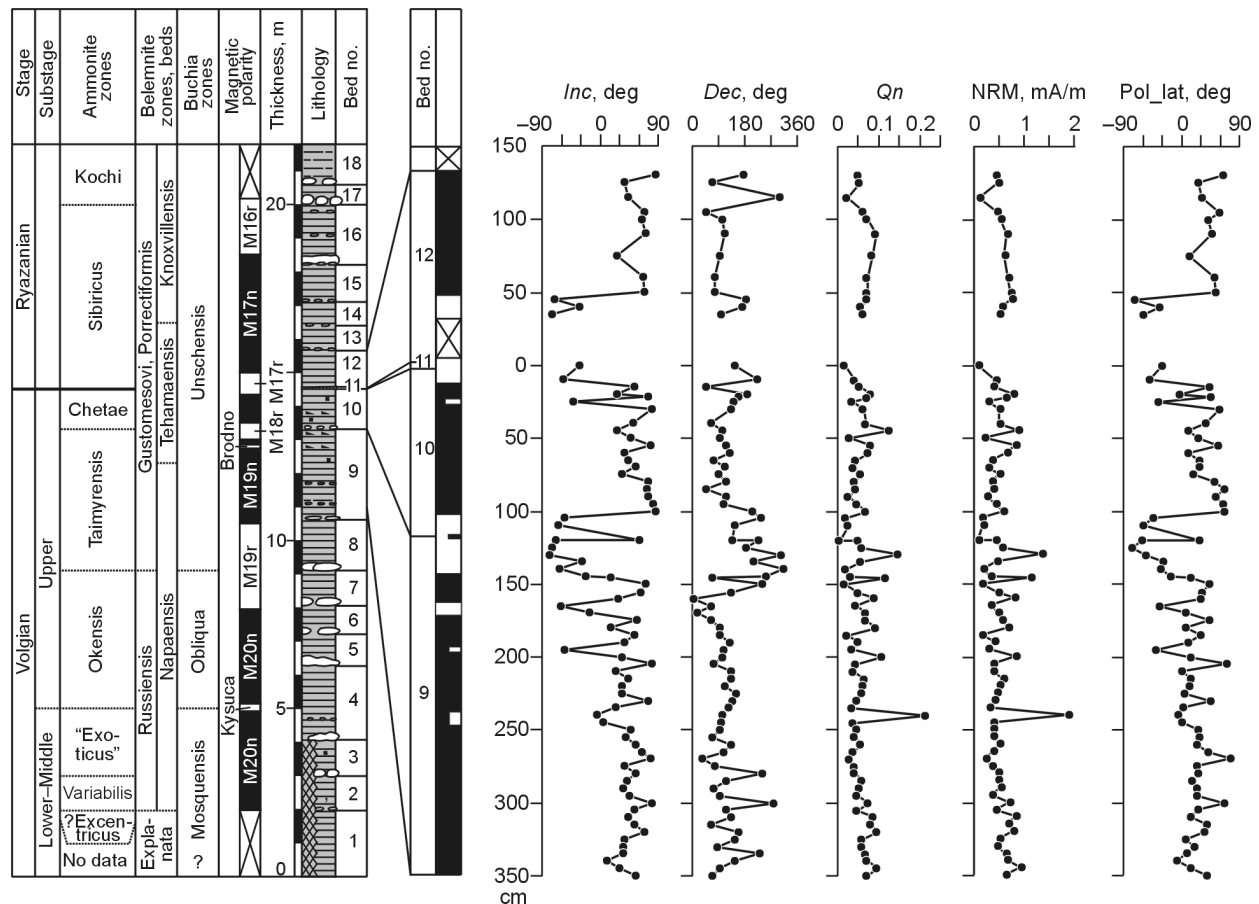 Stage
Substage
Ammonite
zones
Belemnite
zones, beds
Buchia
zones
Magnetic
polarity
Thickness, m
Lithology
Bed no.
Bed no.
Ryazanian
Volgian
Upper
Lower–Middle
Kochi
Sibiricus
Chetae
Taimyrensis
Okensis
“Exo-
ticus”
Variabilis
?Excen-
tricus
No data
Gustomesovi, Porrectiformis
Russiensis
Knoxvillensis
Tehamaensis
Napaensis
Expla-
nata
Unschensis
Obliqua
Mosquensis
?
Brodno
Kysuca
M16r
M17n
M17r
M18r
M19n
M19r
M20n
M20n
20
10
5
0
18
17
16
15
14
13
12
11
10
9
8
7
6
5
4
3
2
1
12
11
10
9
Inc, deg
–90 0 90
Dec, deg
0 180 360
Qn
0 0.1 0.2
NRM, mA/m
0 1 2
Pol_lat, deg
–90 0 90
150
100
50
0
50
100
150
200
250
300
350
cm